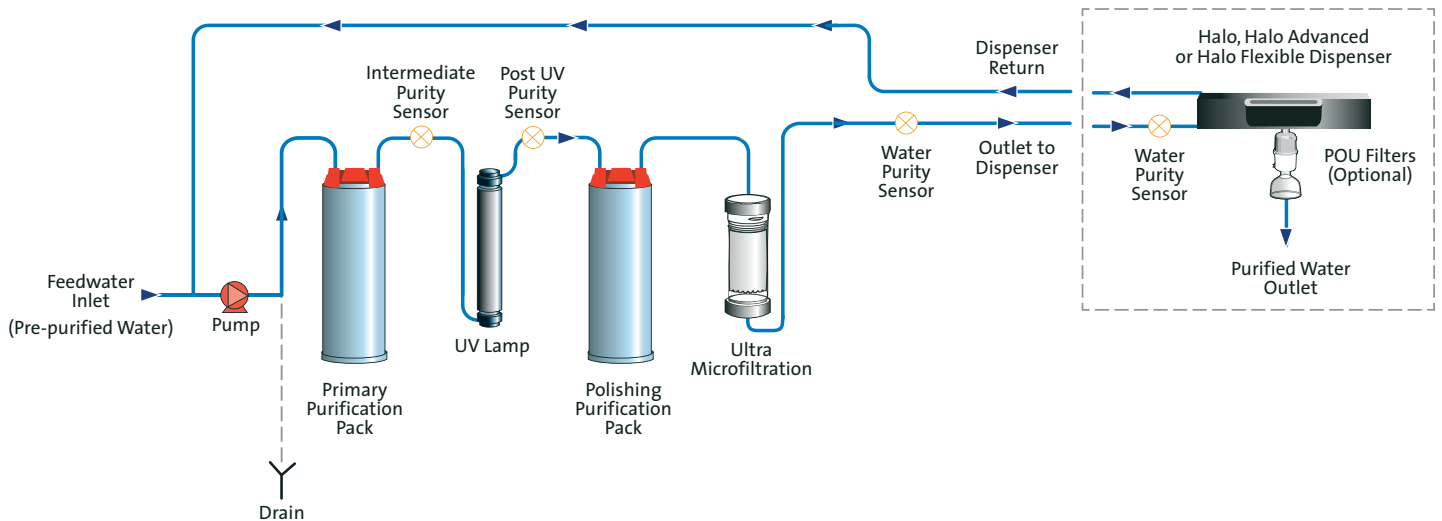 Halo, Halo Advanced
or Halo Flexible Dispenser
Dispenser
Return
Intermediate
Purity
Sensor
Post UV
Purity
Sensor
Water
Purity
Sensor
Outlet to
Dispenser
Water
Purity
Sensor
POU Filters
(Optional)
Purified Water
Outlet
Feedwater
Inlet
(Pre-purified Water)
Pump
UV Lamp
Ultra
Microfiltration
Primary
Purification
Pack
Polishing
Purification
Pack
Drain